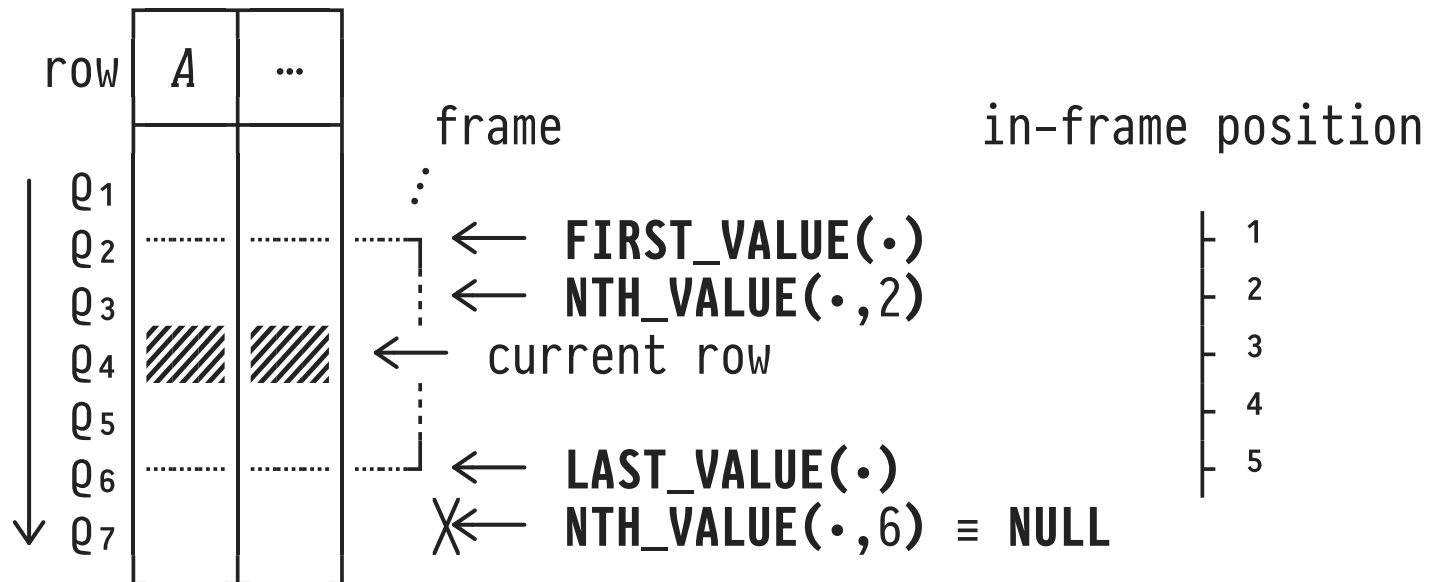 row A ⋯
frame in-frame position
ϱ1
ϱ2 ← FIRST_VALUE(·) 1
ϱ3 ← NTH_VALUE(·,2) 2
ϱ4 ← current row 3
ϱ5 4
ϱ6 ← LAST_VALUE(·) 5
ϱ7 ← NTH_VALUE(·,6) ≡ NULL